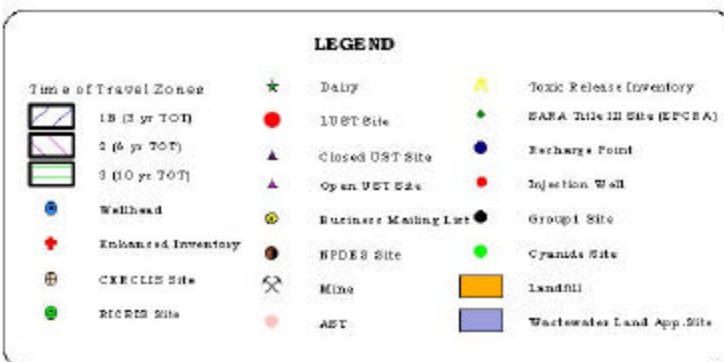 LEGEND
Time of Travel Zones
1B (3 yr TOT)
2 (6 yr TOT)
3 (10 yr TOT)
Wellhead
Enhanced Inventory
CERCLIS Site
RICRIS Site
Dairy
LUST Site
Closed UST Site
Open UST Site
Business Mailing List
NPDES Site
Mine
AST
Toxic Release Inventory
SARA Title III Site (EPCRA)
Recharge Point
Injection Well
Group1 Site
Cyanide Site
Landfill
Wastewater Land App.Site